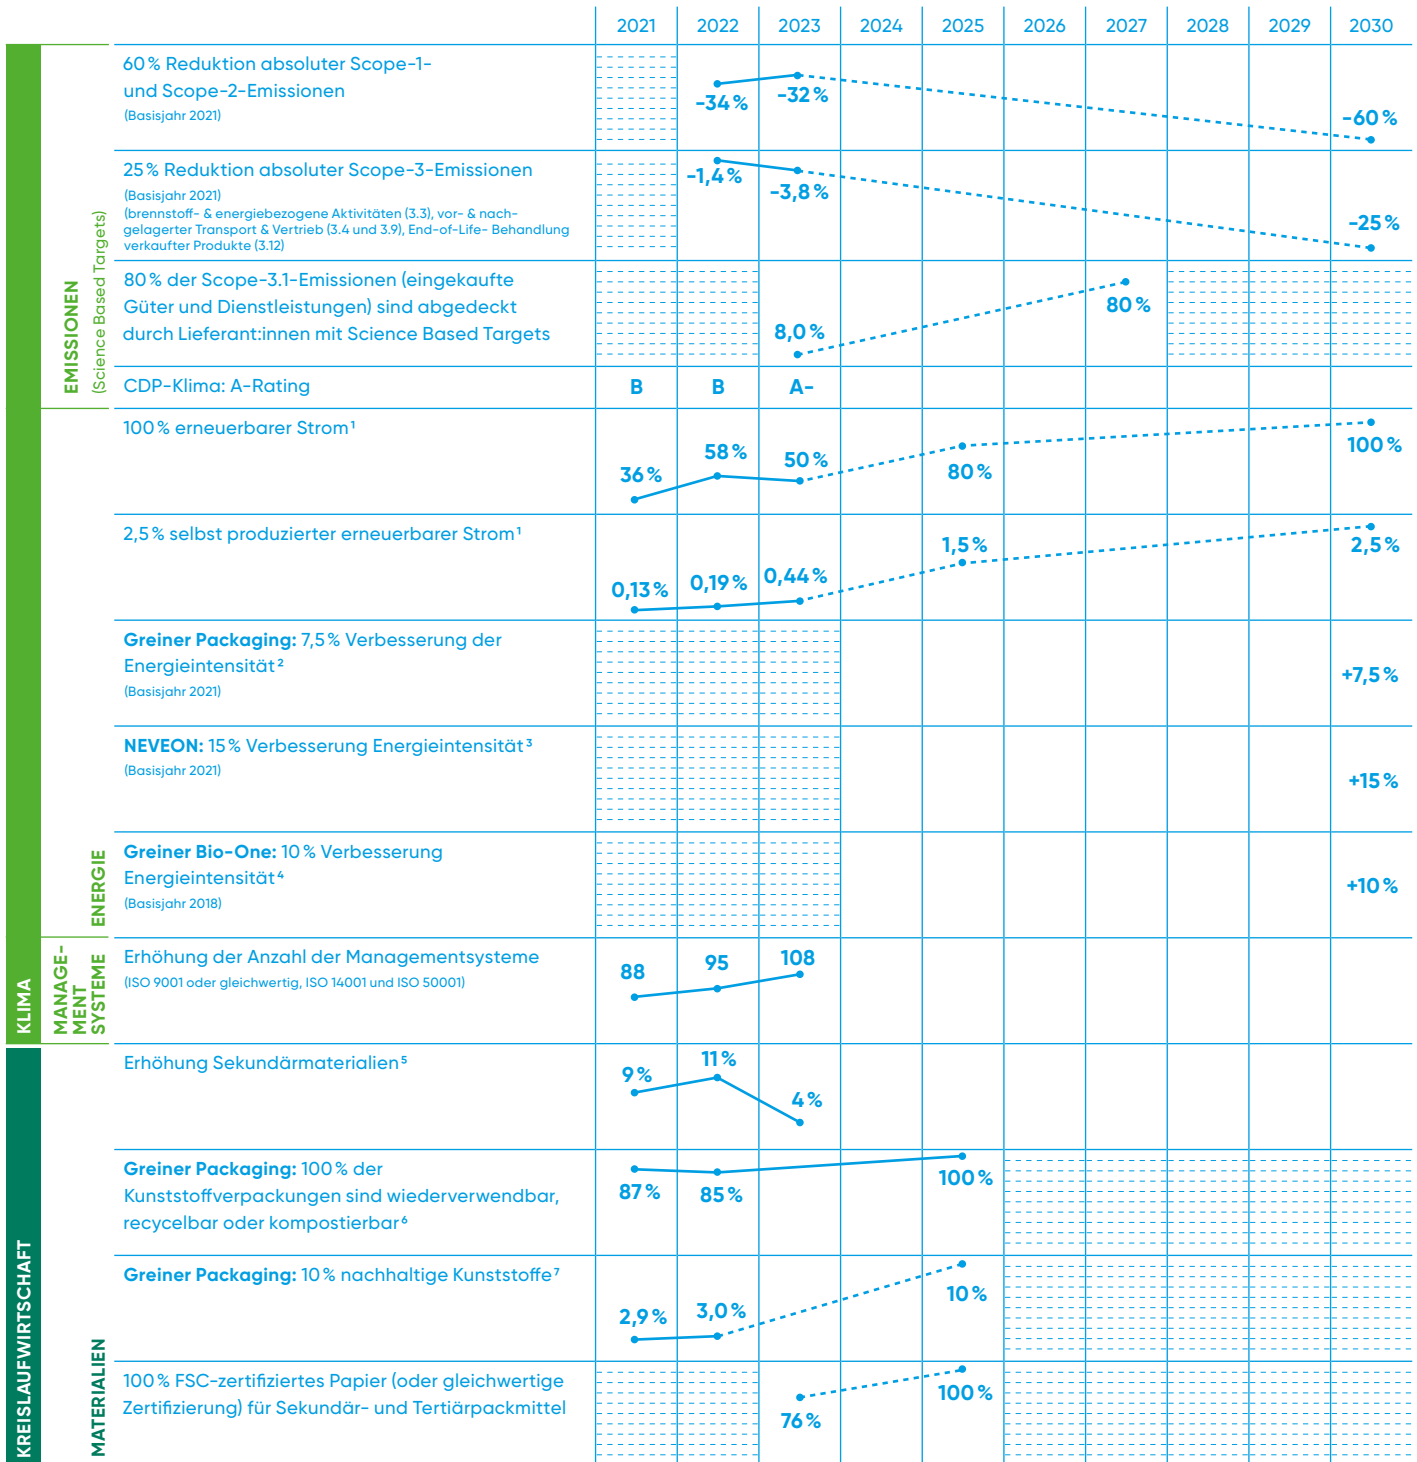 2021 2022 2023 2024 2025 2026 2027 2028 2029 2030
KLIMA
EMISSIONEN
(Science Based Targets)
60 % Reduktion absoluter Scope-1-
und Scope-2-Emissionen
(Basisjahr 2021)
-34 % -32 % -60 %
25 % Reduktion absoluter Scope-3-Emissionen
(Basisjahr 2021)
(brennstoff- & energiebezogene Aktivitäten (3.3), vor- & nach-
gelagerter Transport & Vertrieb (3.4 und 3.9), End-of-Life- Behandlung
verkaufter Produkte (3.12)
-1,4 % -3,8 % -25 %
80 % der Scope-3.1-Emissionen (eingekaufte
Güter und Dienstleistungen) sind abgedeckt
durch Lieferant:innen mit Science Based Targets
8,0 % 80 %
CDP-Klima: A-Rating B B A-
ENERGIE
100 % erneuerbarer Strom¹
36 % 58 % 50 % 80 % 100 %
2,5 % selbst produzierter erneuerbarer Strom¹
0,13 % 0,19 % 0,44 % 1,5 % 2,5 %
Greiner Packaging: 7,5 % Verbesserung der
Energieintensität²
(Basisjahr 2021)
+7,5 %
NEVEON: 15 % Verbesserung Energieintensität³
(Basisjahr 2021)
+15 %
Greiner Bio-One: 10 % Verbesserung
Energieintensität⁴
(Basisjahr 2018)
+10 %
MANAGE-
MENT
SYSTEME
Erhöhung der Anzahl der Managementsysteme
(ISO 9001 oder gleichwertig, ISO 14001 und ISO 50001)
88 95 108
KREISLAUFWIRTSCHAFT
MATERIALIEN
Erhöhung Sekundärmaterialien⁵
9 % 11 % 4 %
Greiner Packaging: 100 % der
Kunststoffverpackungen sind wiederverwendbar,
recycelbar oder kompostierbar⁶
87 % 85 % 100 %
Greiner Packaging: 10 % nachhaltige Kunststoffe⁷
2,9 % 3,0 % 10 %
100 % FSC-zertifiziertes Papier (oder gleichwertige
Zertifizierung) für Sekundär- und Tertiärpackmittel
76 % 100 %